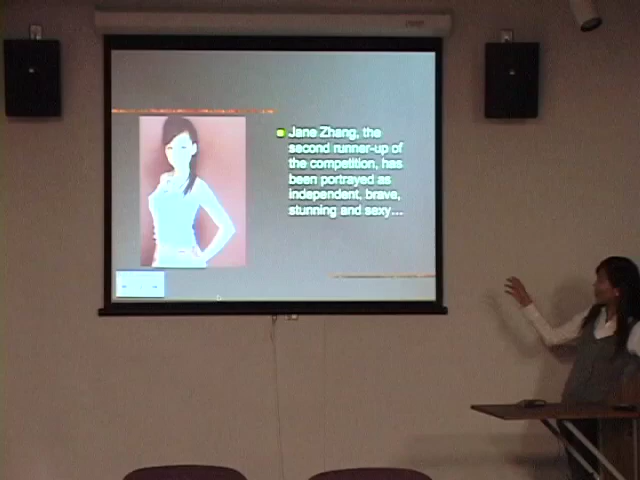 Jane Zhang, the
second runner-up of
the competition, has
been portrayed as
independent, brave,
stunning and sexy...